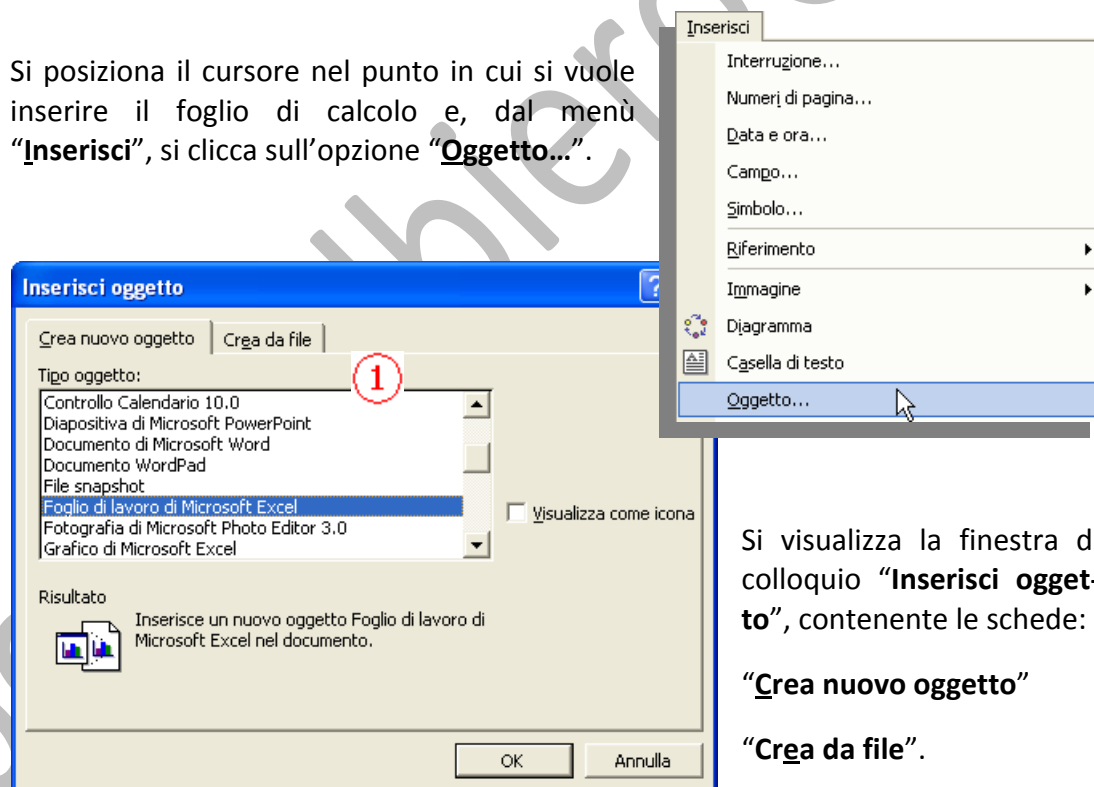 Si posiziona il cursore nel punto in cui si vuole
inserire il foglio di calcolo e, dal menù
“Inserisci”, si clicca sull’opzione “Oggetto…”.
Inserisci
Interruzione...
Numeri di pagina...
Data e ora...
Campo...
Simbolo...
Riferimento
Immagine
Diagramma
Casella di testo
Oggetto...
Inserisci oggetto
?
Crea nuovo oggetto
Crea da file
1
Tipo oggetto:
Controllo Calendario 10.0
Diapositiva di Microsoft PowerPoint
Documento di Microsoft Word
Documento WordPad
File snapshot
Foglio di lavoro di Microsoft Excel
Fotografia di Microsoft Photo Editor 3.0
Grafico di Microsoft Excel
Visualizza come icona
Risultato
Inserisce un nuovo oggetto Foglio di lavoro di
Microsoft Excel nel documento.
OK
Annulla
Si visualizza la finestra d
colloquio “Inserisci ogget-
to”, contenente le schede:
“Crea nuovo oggetto”
“Crea da file”.